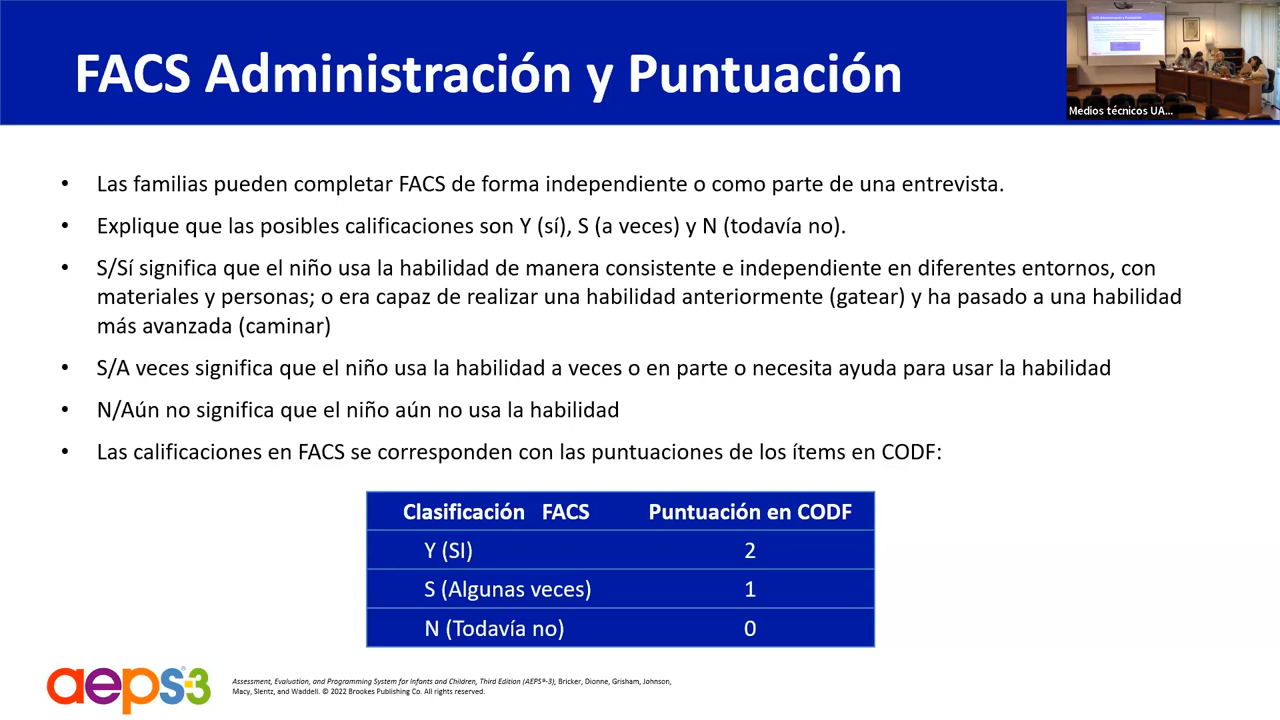 FACS Administración y Puntuación
Medios técnicos UA...
• Las familias pueden completar FACS de forma independiente o como parte de una entrevista.
• Explique que las posibles calificaciones son Y (sí), S (a veces) y N (todavía no).
• S/Sí significa que el niño usa la habilidad de manera consistente e independiente en diferentes entornos, con
materiales y personas; o era capaz de realizar una habilidad anteriormente (gatear) y ha pasado a una habilidad
más avanzada (caminar)
• S/A veces significa que el niño usa la habilidad a veces o en parte o necesita ayuda para usar la habilidad
• N/Aún no significa que el niño aún no usa la habilidad
• Las calificaciones en FACS se corresponden con las puntuaciones de los ítems en CODF:
Clasificación FACS Puntuación en CODF
Y (SI) 2
S (Algunas veces) 1
N (Todavía no) 0
aeps-3
Assessment, Evaluation, and Programming System for Infants and Children, Third Edition (AEPS®-3), Bricker, Dionne, Grisham, Johnson,
Macy, Slentz, and Waddell. © 2022 Brookes Publishing Co. All rights reserved.